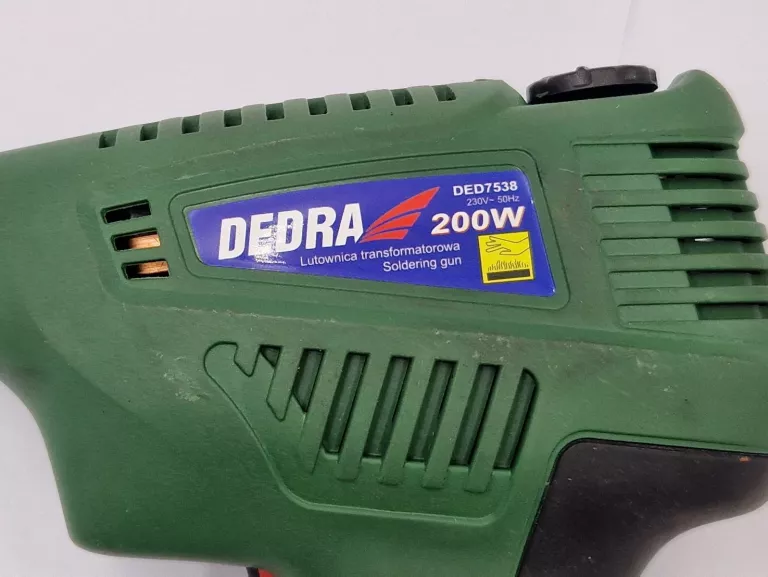 DEDRA
DED7538
230V~ 50Hz
200W
Lutownica transformatorowa
Soldering gun